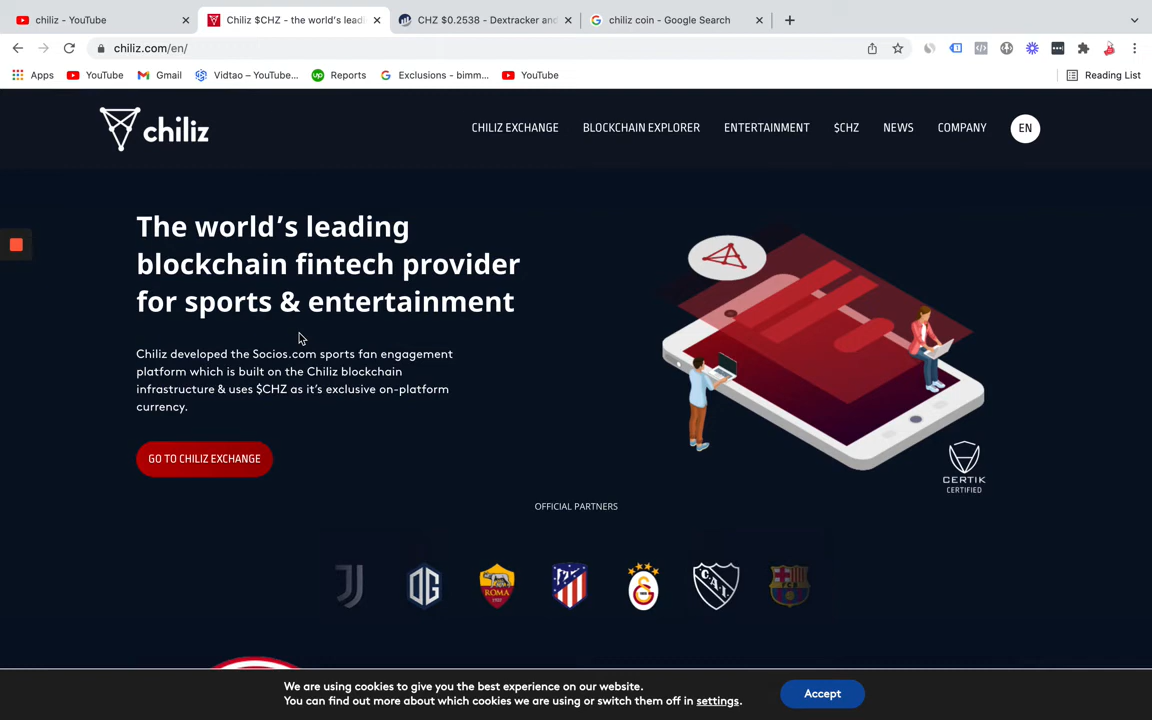 chiliz - YouTube
Chiliz $CHZ - the world's leadi
CHZ $0.2538 - Dextracker and
chiliz coin - Google Search
chiliz.com/en/
Apps YouTube Gmail Vidtao – YouTube... Reports Exclusions - bimm... YouTube Reading List
chiliz
CHILIZ EXCHANGE BLOCKCHAIN EXPLORER ENTERTAINMENT $CHZ NEWS COMPANY EN
The world's leading
blockchain fintech provider
for sports & entertainment
Chiliz developed the Socios.com sports fan engagement
platform which is built on the Chiliz blockchain
infrastructure & uses $CHZ as it's exclusive on-platform
currency.
GO TO CHILIZ EXCHANGE
CERTIK
CERTIFIED
OFFICIAL PARTNERS
OG
ROMA
C.A.I.
We are using cookies to give you the best experience on our website.
You can find out more about which cookies we are using or switch them off in settings.
Accept